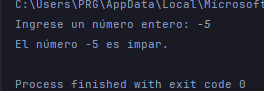 C:\Users\PRG\AppData\Local\Microsoft
Ingrese un número entero: -5
El número -5 es impar.
Process finished with exit code 0